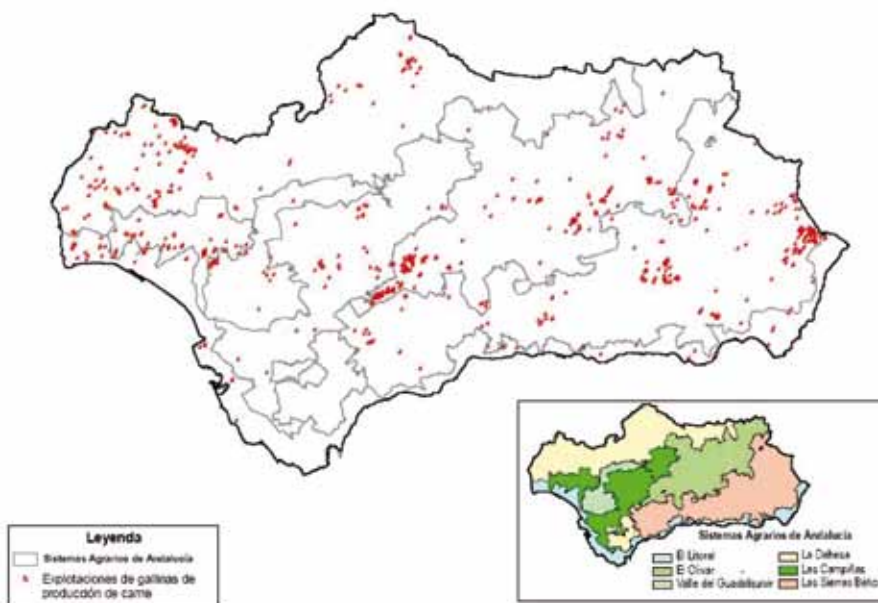 Leyenda
Sistemas Agrarios de Andalucía
Explotaciones de gallinas de
producción de carne
Sistemas Agrarios de Andalucía
El Litoral
La Dehesa
El Olivar
Las Campiñas
Valle del Guadalquivir
Las Sierras